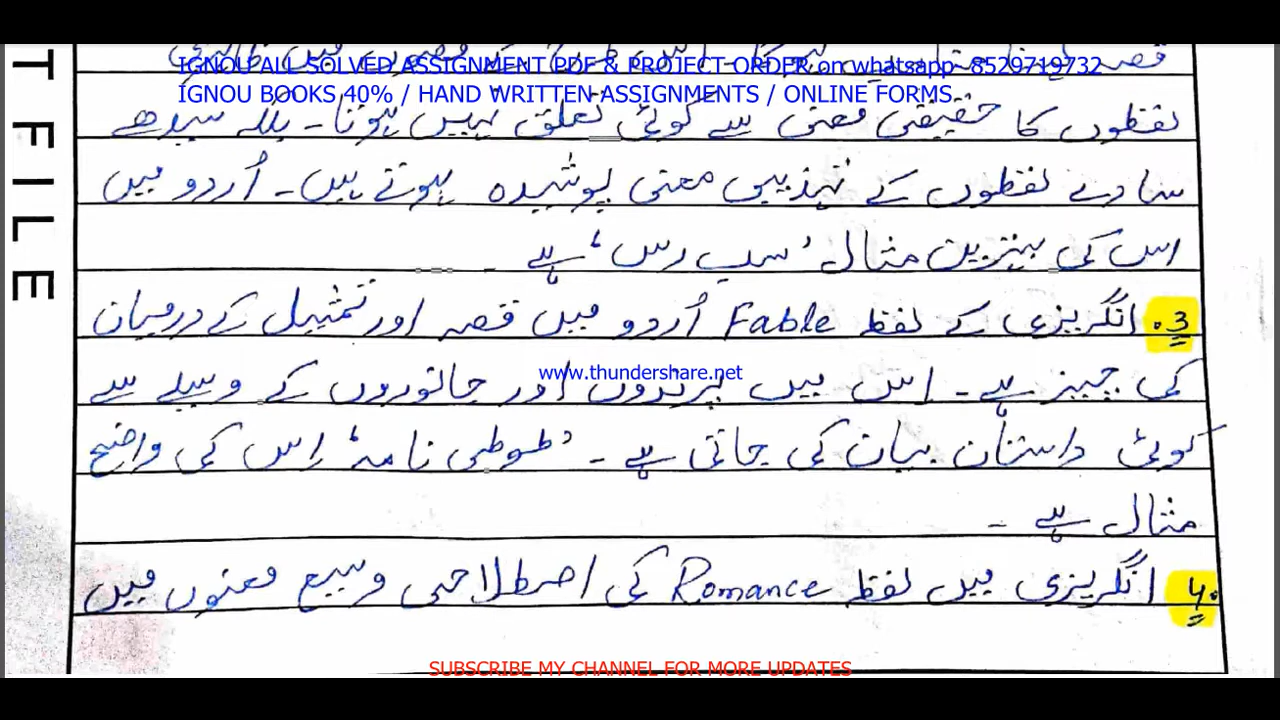 IGNOU ALL SOLVED ASSIGNMENT PDF & PROJECT ORDER on whatsapp- 8529719732
IGNOU BOOKS 40% / HAND WRITTEN ASSIGNMENTS / ONLINE FORMS
لفظوں کا حقیقی معنی سے کوئی تعلق نہیں ہوتا۔ بلکہ سیدھے
سادے لفظوں کے تہذیبی معنی پوشیدہ ہوتے ہیں۔ اُردو میں
اس کی بہترین مثال 'سب رس' ہے۔
3. انگریزی کے لفظ Fable اُردو میں قصہ اور تمثیل کے درمیان
www.thundershare.net
کی چیز ہے۔ اس میں پرندوں اور جانوروں کے وسیلے سے
کوئی داستان بیان کی جاتی ہے۔ 'طوطی نامہ' اس کی واضح
مثال ہے۔
۴. انگریزی میں لفظ Romance کی اصطلاحی وسیع معنوں میں
SUBSCRIBE MY CHANNEL FOR MORE UPDATES
T FILE